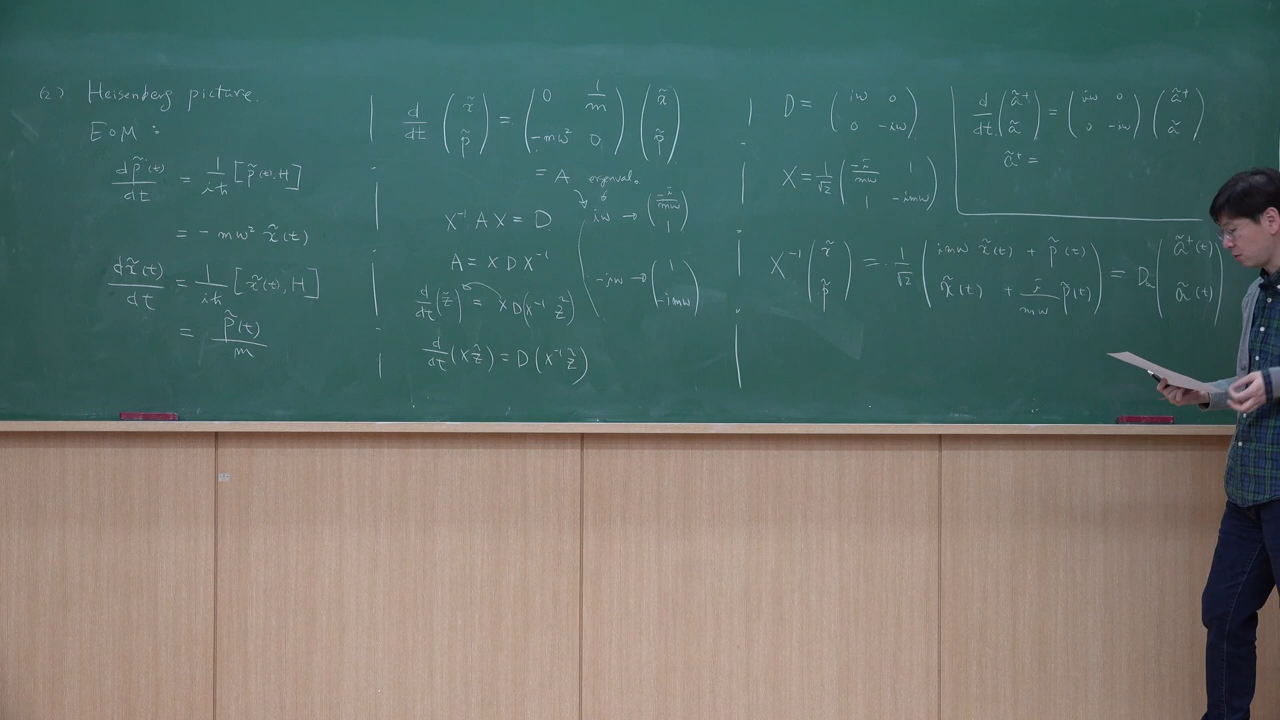 (2) Heisenberg picture.
EOM :
dp̃(t)/dt = 1/iħ [p̃(t), H]
= - mω² x̃(t)
dx̃(t)/dt = 1/iħ [x̃(t), H]
= p̃(t)/m
d/dt (x̃ p̃) = (0 1/m -mω² 0) (x̃ p̃)
= A eigenval.
X⁻¹ A X = D
iω → (-i/mω 1)
A = X D X⁻¹
-iω → (1 -imω)
d/dt (z̃) = X D (X⁻¹ z̃)
d/dt (X z̃) = D (X⁻¹ z̃)
D = (iω 0 0 -iω)
X = 1/√2 (-i/mω 1 1 -imω)
d/dt (ã† ã) = (iω 0 0 -iω) (ã† ã)
ã† =
X⁻¹ (x̃ p̃) = 1/√2 (imω x̃(t) + p̃(t) x̃(t) + i/mω p̃(t)) = (ã†(t) ã(t))